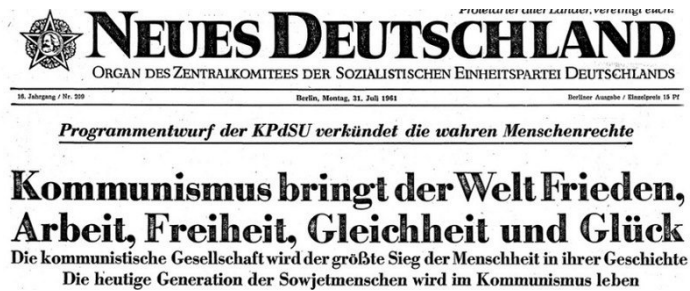 Proletarier aller Länder, vereinigt euch!
NEUES DEUTSCHLAND
ORGAN DES ZENTRALKOMITEES DER SOZIALISTISCHEN EINHEITSPARTEI DEUTSCHLANDS
16. Jahrgang / Nr. 209
Berlin, Montag, 31. Juli 1961
Berliner Ausgabe / Einzelpreis 15 Pf
Programmentwurf der KPdSU verkündet die wahren Menschenrechte
Kommunismus bringt der Welt Frieden,
Arbeit, Freiheit, Gleichheit und Glück
Die kommunistische Gesellschaft wird der größte Sieg der Menschheit in ihrer Geschichte
Die heutige Generation der Sowjetmenschen wird im Kommunismus leben